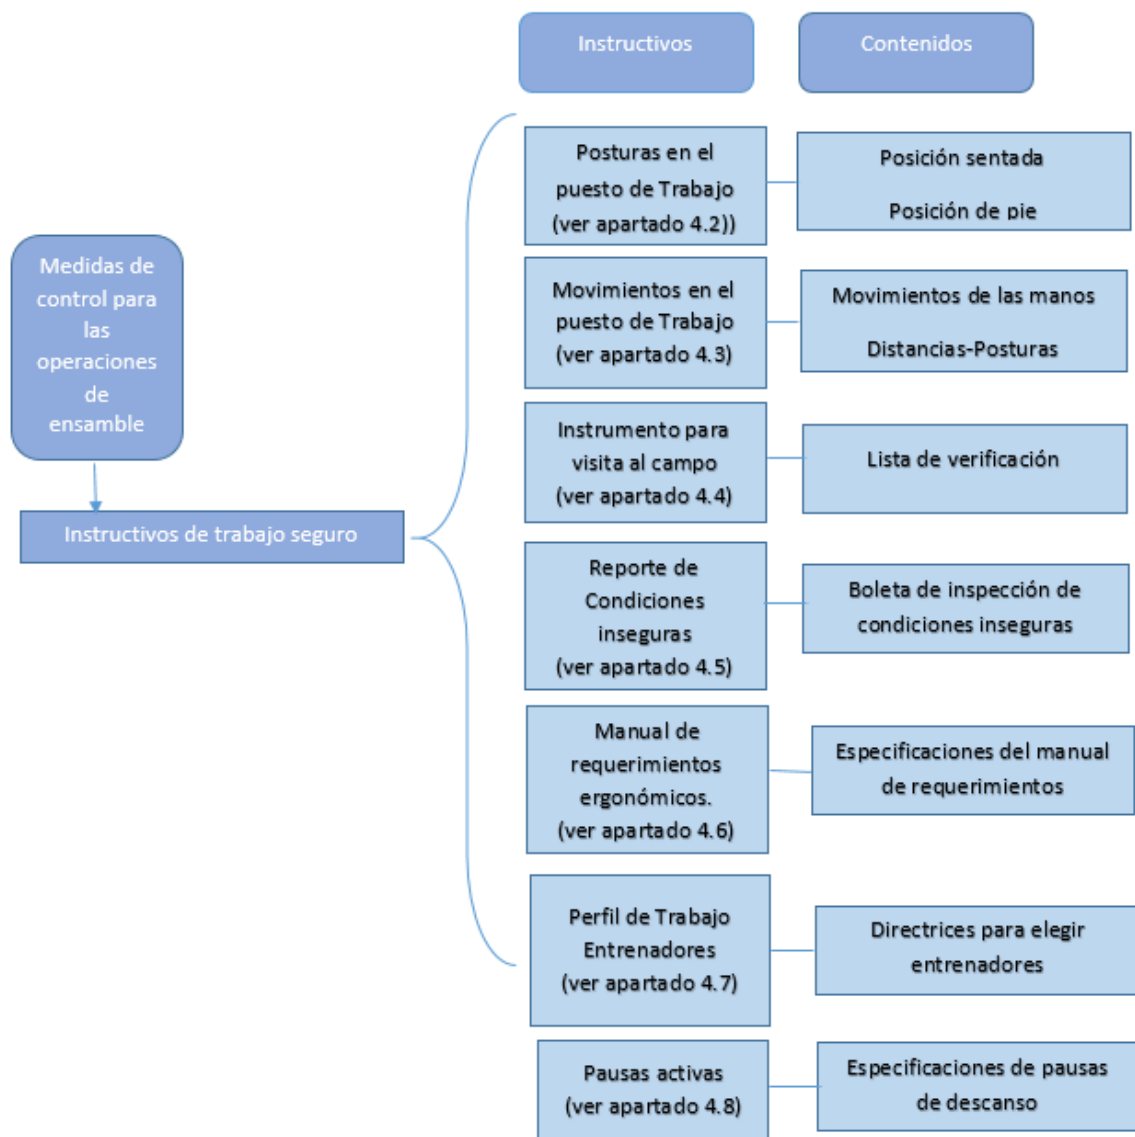 Instructivos
Contenidos
Medidas de
control para
las
operaciones
de
ensamble
Instructivos de trabajo seguro
Posturas en el
puesto de Trabajo
(ver apartado 4.2))
Posición sentada
Posición de pie
Movimientos en el
puesto de Trabajo
(ver apartado 4.3)
Movimientos de las manos
Distancias-Posturas
Instrumento para
visita al campo
(ver apartado 4.4)
Lista de verificación
Reporte de
Condiciones
inseguras
(ver apartado 4.5)
Boleta de inspección de
condiciones inseguras
Manual de
requerimientos
ergonómicos.
(ver apartado 4.6)
Especificaciones del manual
de requerimientos
Perfil de Trabajo
Entrenadores
(ver apartado 4.7)
Directrices para elegir
entrenadores
Pausas activas
(ver apartado 4.8)
Especificaciones de pausas
de descanso